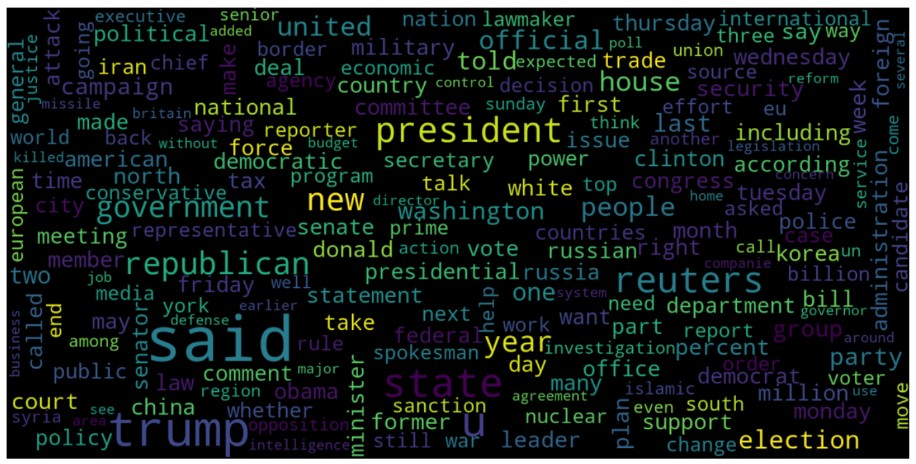 executive senior added nation lawmaker thursday international
political united official three say way
attack going border military told expected poll trade union wednesday
general justice iran chief deal economic house source foreign
campaign make agency country control decision security reform several
missile britain national committee sunday first effort eu week
made saying president think last including come
world back without force reporter budget issue another legislation
killed american democratic secretary power clinton according
time north program talk white top congress concern service
european conservative tax new director home tuesday
city government washington people asked administration candidate
representative senate prime countries month police
meeting member donald action vote russian right call case
republican presidential russia companie korea un
two job friday well statement reuters billion
media york earlier help one system need department bill governor
called end may defense next work want part report group around
among senator said take federal year
business public rule spokesman day investigation percent
law comment major office order party
region obama minister state many islamic democrat voter
court see china sanction agreement million use
syria area whether former u nuclear even south monday move
trump opposition plan support
policy intelligence still war leader change election